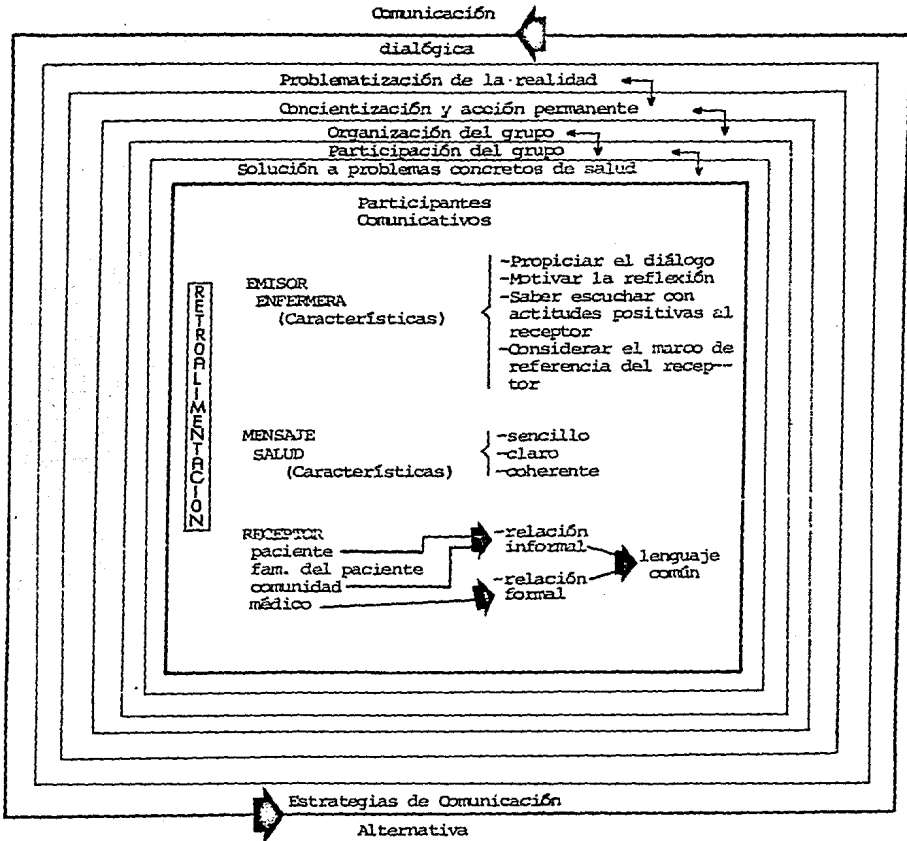 Comunicación
dialógica
Problematización de la realidad
Concientización y acción permanente
Organización del grupo
Participación del grupo
Solución a problemas concretos de salud
Participantes
Comunicativos
RETROALIMENTACION
EMISOR
ENFERMERA
(Características)
-Propiciar el diálogo
-Motivar la reflexión
-Saber escuchar con
actitudes positivas al
receptor
-Considerar el marco de
referencia del recep--
tor
MENSAJE
SALUD
(Características)
-sencillo
-claro
-coherente
RECEPTOR
paciente
fam. del paciente
comunidad
médico
-relación
informal
-relación
formal
lenguaje
común
Estrategias de Comunicación
Alternativa